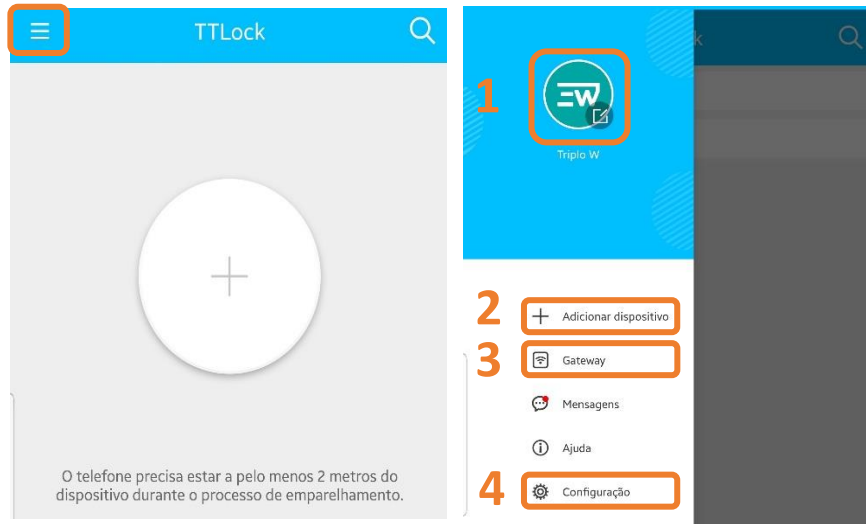 TTLock
O telefone precisa estar a pelo menos 2 metros do
dispositivo durante o processo de emparelhamento.
k
1
EW
Triplo W
2
Adicionar dispositivo
3
Gateway
Mensagens
Ajuda
4
Configuração